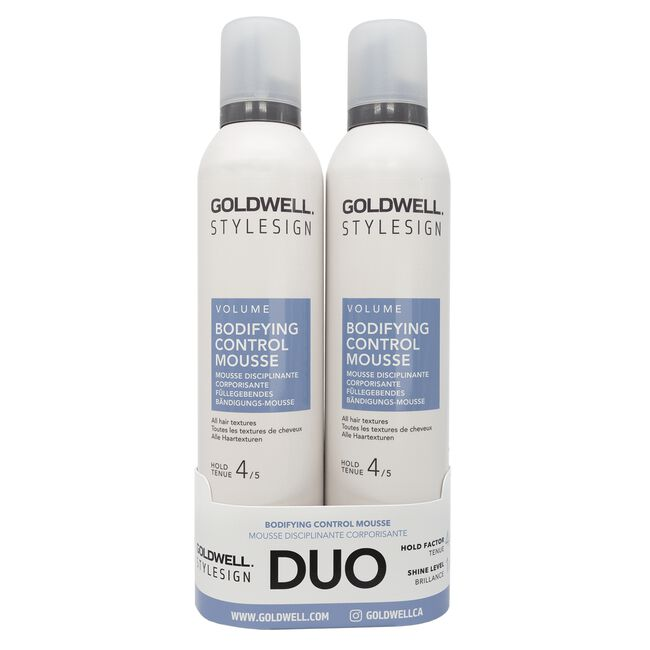 GOLDWELL.
STYLESIGN
VOLUME
BODIFYING
CONTROL
MOUSSE
MOUSSE DISCIPLINANTE
CORPORISANTE
FÜLLEGEBENDES
BÄNDIGUNGS-MOUSSE
All hair textures
Toutes les textures de cheveux
Alle Haartexturen
HOLD
TENUE 4/5
GOLDWELL.
STYLESIGN
VOLUME
BODIFYING
CONTROL
MOUSSE
MOUSSE DISCIPLINANTE
CORPORISANTE
FÜLLEGEBENDES
BÄNDIGUNGS-MOUSSE
All hair textures
Toutes les textures de cheveux
Alle Haartexturen
HOLD
TENUE 4/5
BODIFYING CONTROL MOUSSE
MOUSSE DISCIPLINANTE CORPORISANTE
GOLDWELL.
STYLESIGN
DUO
HOLD FACTOR
TENUE
SHINE LEVEL
BRILLANCE
WWW.GOLDWELL.COM
GOLDWELLCA